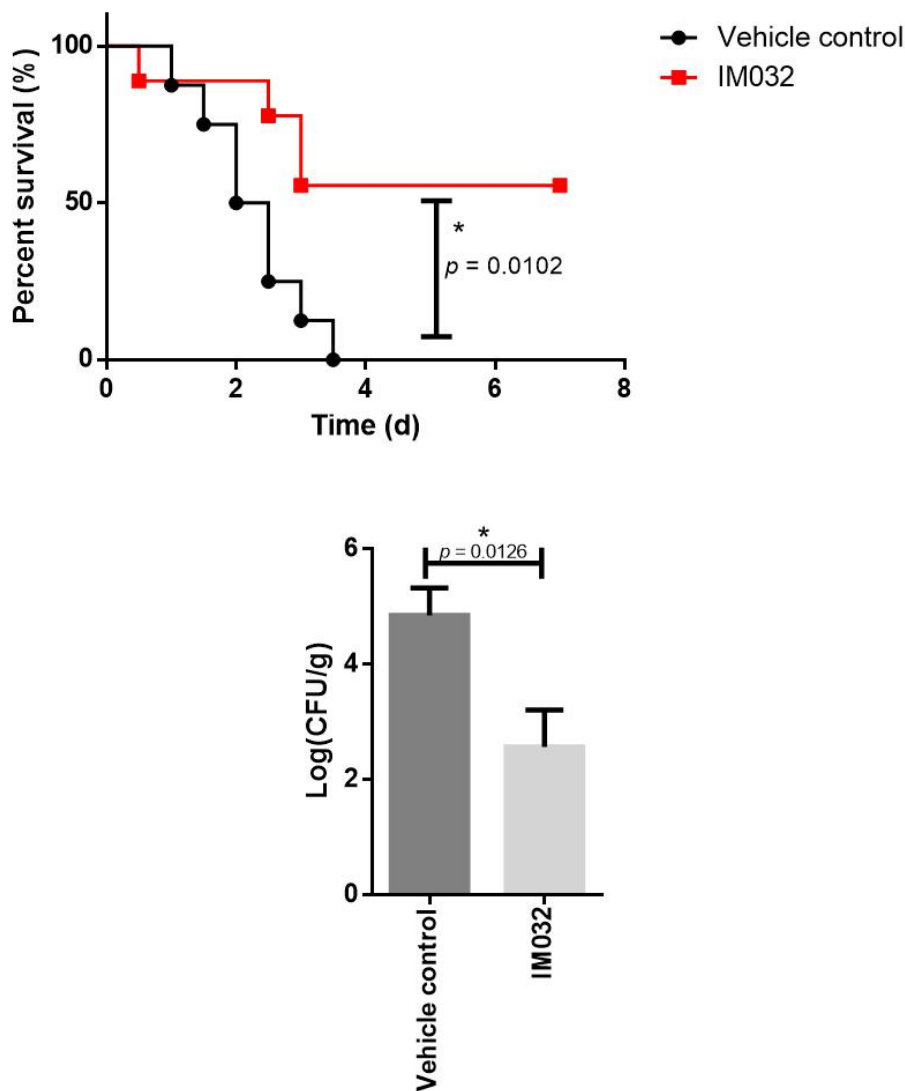 Percent survival (%)
100
50
0
0 2 4 6 8
Time (d)
Vehicle control
IM032
*
p = 0.0102
Log(CFU/g)
6
4
2
0
*
p = 0.0126
Vehicle control
IM032